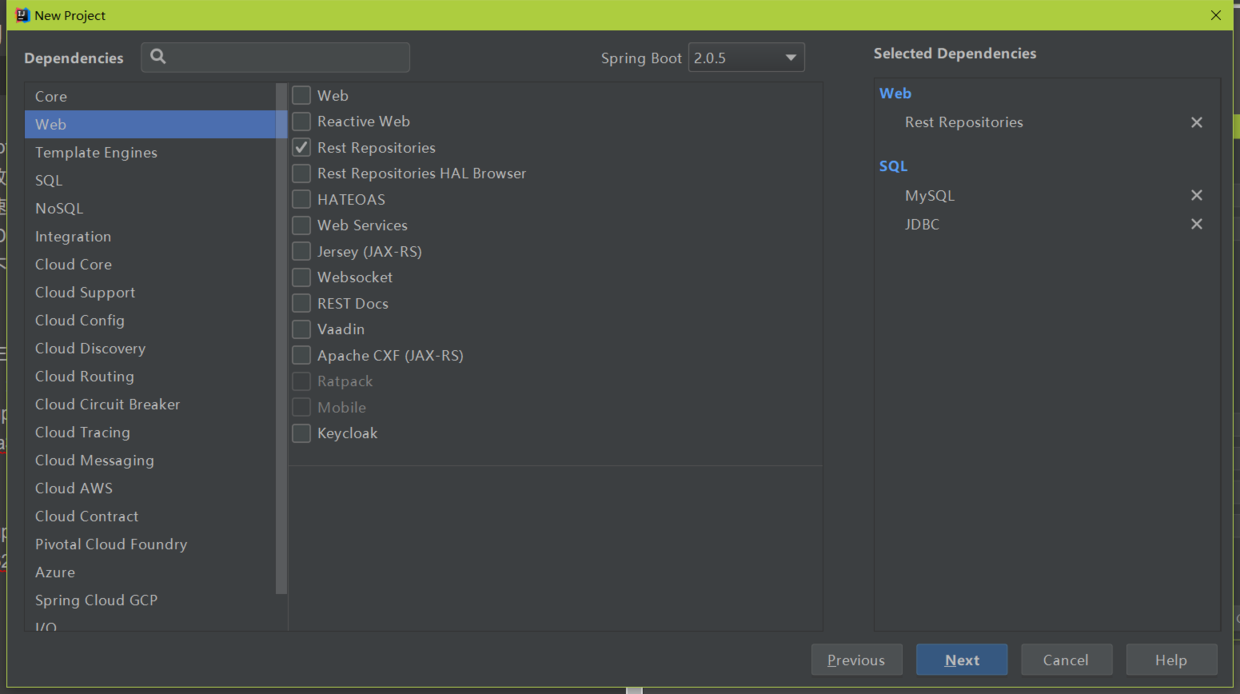 New Project
Dependencies
Spring Boot 2.0.5
Selected Dependencies
Core
Web
Template Engines
SQL
NoSQL
Integration
Cloud Core
Cloud Support
Cloud Config
Cloud Discovery
Cloud Routing
Cloud Circuit Breaker
Cloud Tracing
Cloud Messaging
Cloud AWS
Cloud Contract
Pivotal Cloud Foundry
Azure
Spring Cloud GCP
I/O
Web
Reactive Web
Rest Repositories
Rest Repositories HAL Browser
HATEOAS
Web Services
Jersey (JAX-RS)
Websocket
REST Docs
Vaadin
Apache CXF (JAX-RS)
Ratpack
Mobile
Keycloak
Web
Rest Repositories
SQL
MySQL
JDBC
Previous
Next
Cancel
Help